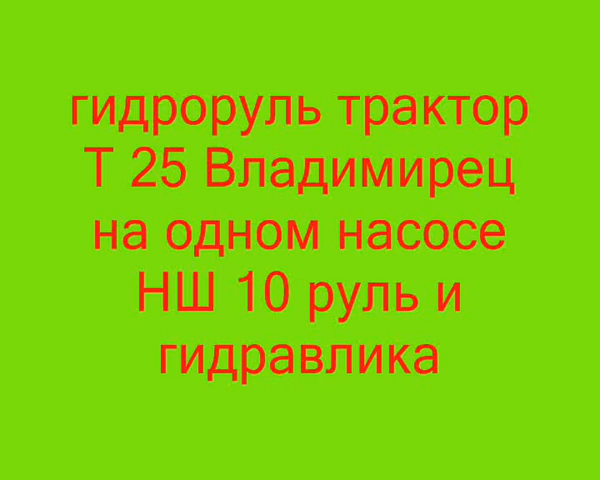 гидроруль трактор
Т 25 Владимирец
на одном насосе
НШ 10 руль и
гидравлика